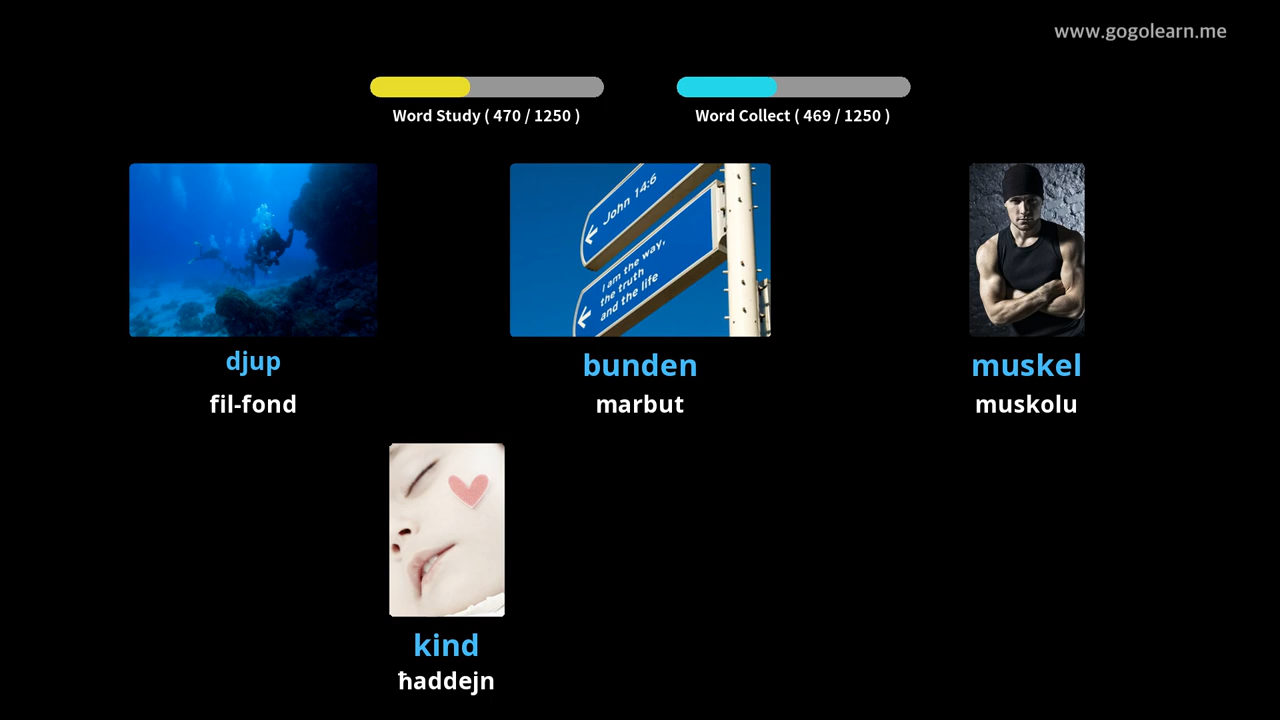 www.gogolearn.me
Word Study ( 470 / 1250 )
Word Collect ( 469 / 1250 )
John 14:6
I am the way,
the truth
and the life
djup
fil-fond
bunden
marbut
muskel
muskolu
kind
ħaddejn